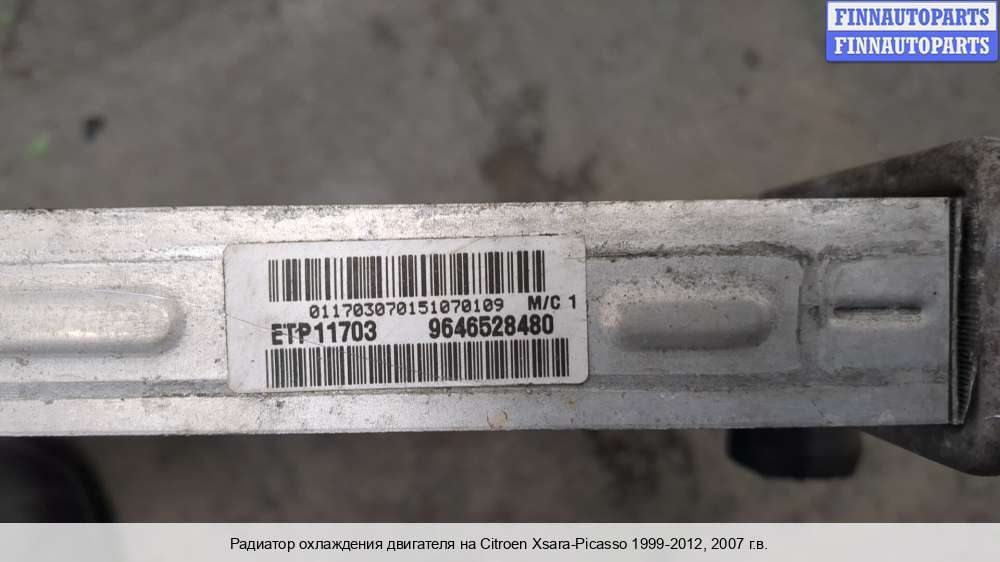 FINNAUTOPARTS
FINNAUTOPARTS
011703070151070109 M/C 1
ETP11703 9646528480
Радиатор охлаждения двигателя на Citroen Xsara-Picasso 1999-2012, 2007 г.в.